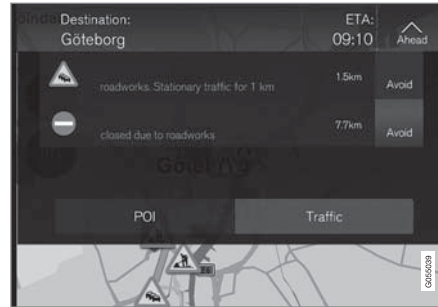 Destination:
Göteborg
ETA:
09:10
Ahead
roadworks. Stationary traffic for 1 km
1.5km
Avoid
closed due to roadworks
7.7km
Avoid
POI
Traffic
E6
G055039